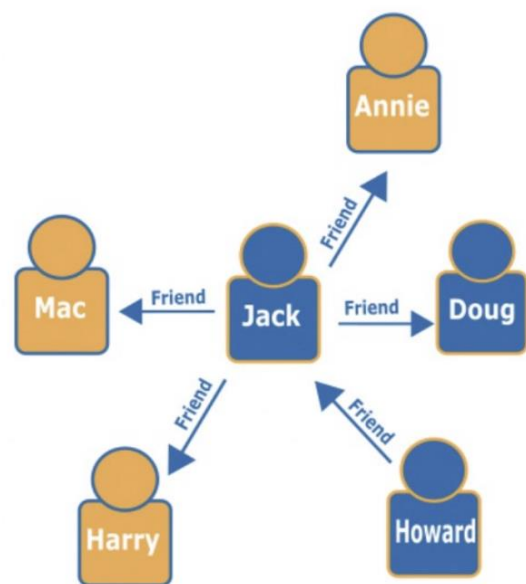 Annie
Friend
Mac
Friend
Jack
Friend
Doug
Friend
Friend
Harry
Howard